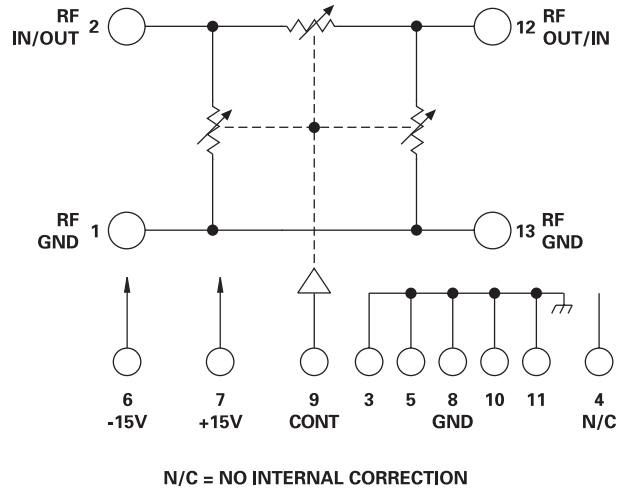 RF
IN/OUT 2
12 RF
OUT/IN
RF
GND 1
13 RF
GND
6
-15V
7
+15V
9
CONT
3 5 8 10 11
GND
4
N/C
N/C = NO INTERNAL CORRECTION